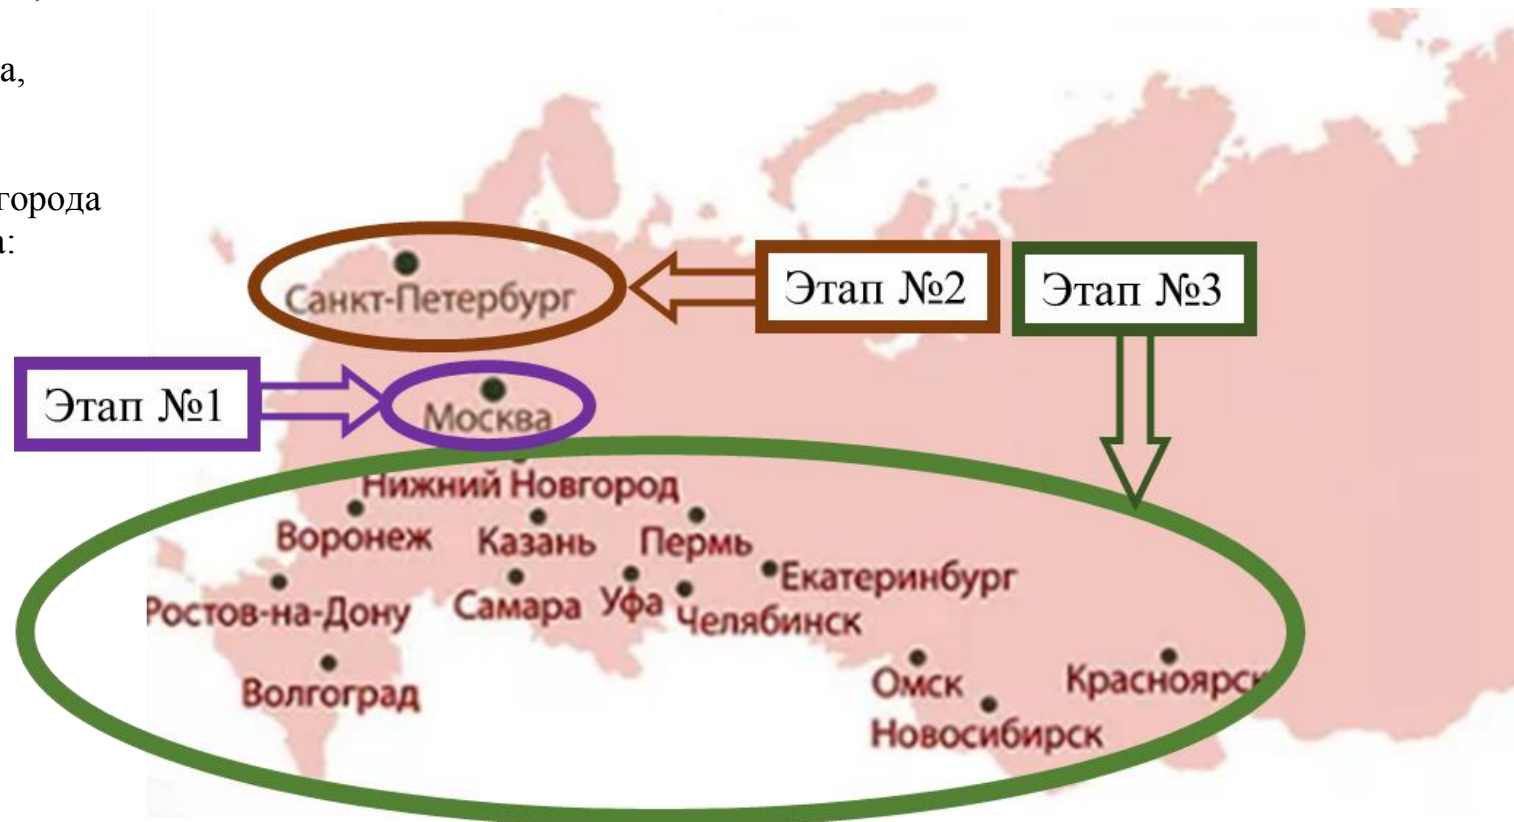 а,
города
а:
Санкт-Петербург
Этап №2
Этап №3
Этап №1
Москва
Нижний Новгород
Воронеж
Казань
Пермь
Екатеринбург
Ростов-на-Дону
Самара
Уфа
Челябинск
Волгоград
Омск
Красноярск
Новосибирск